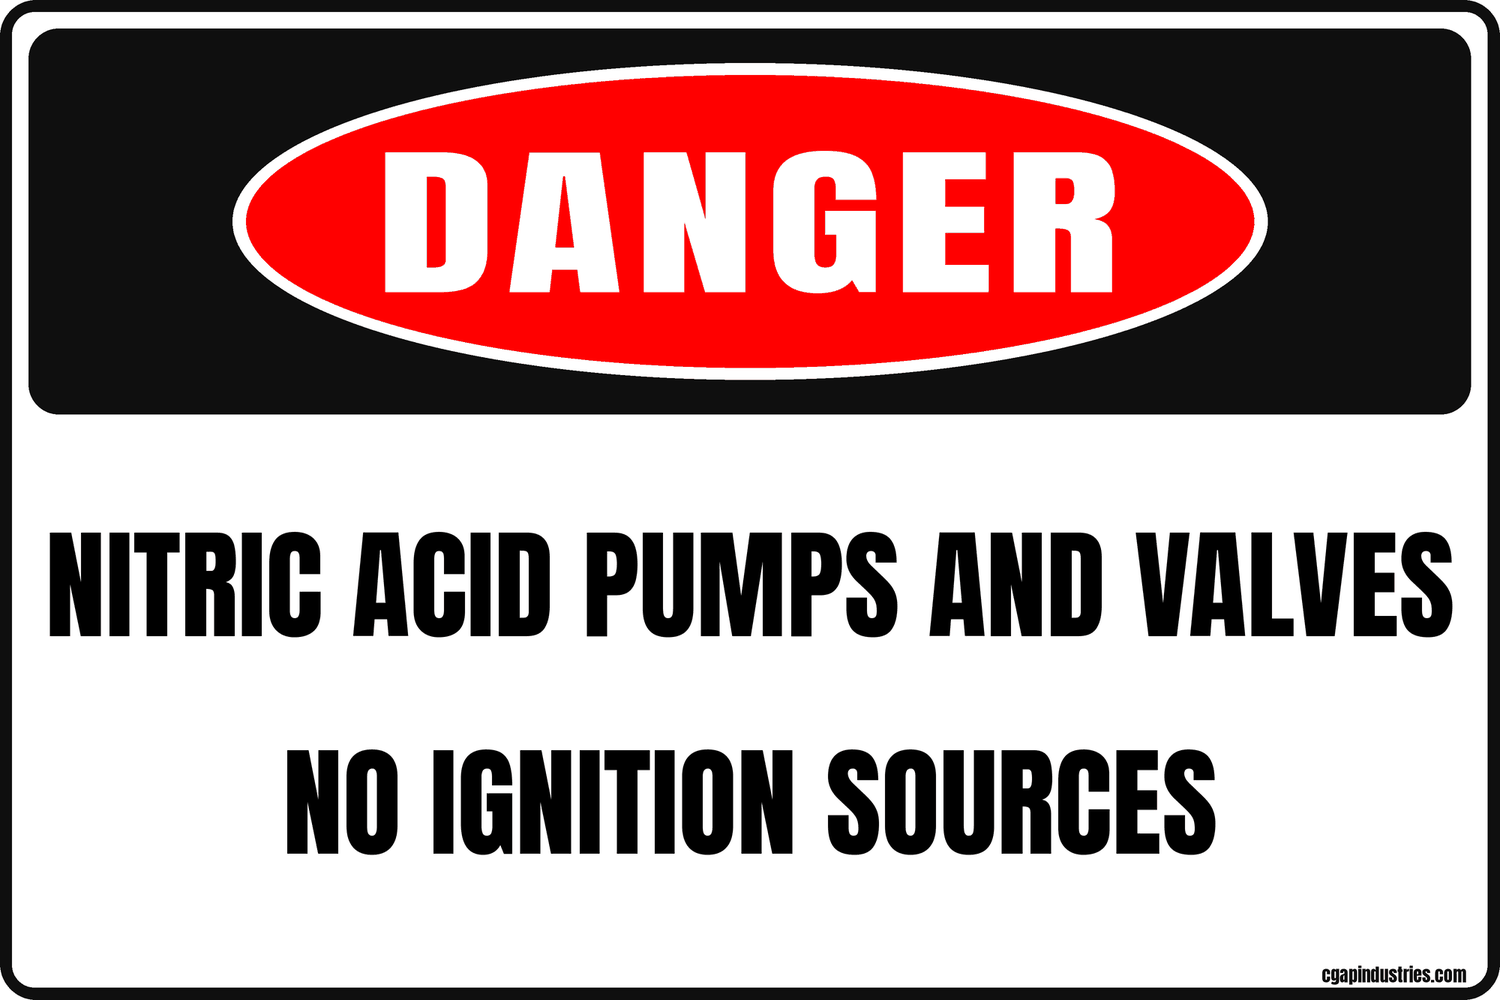 DANGER
NITRIC ACID PUMPS AND VALVES
NO IGNITION SOURCES
cgapindustries.com